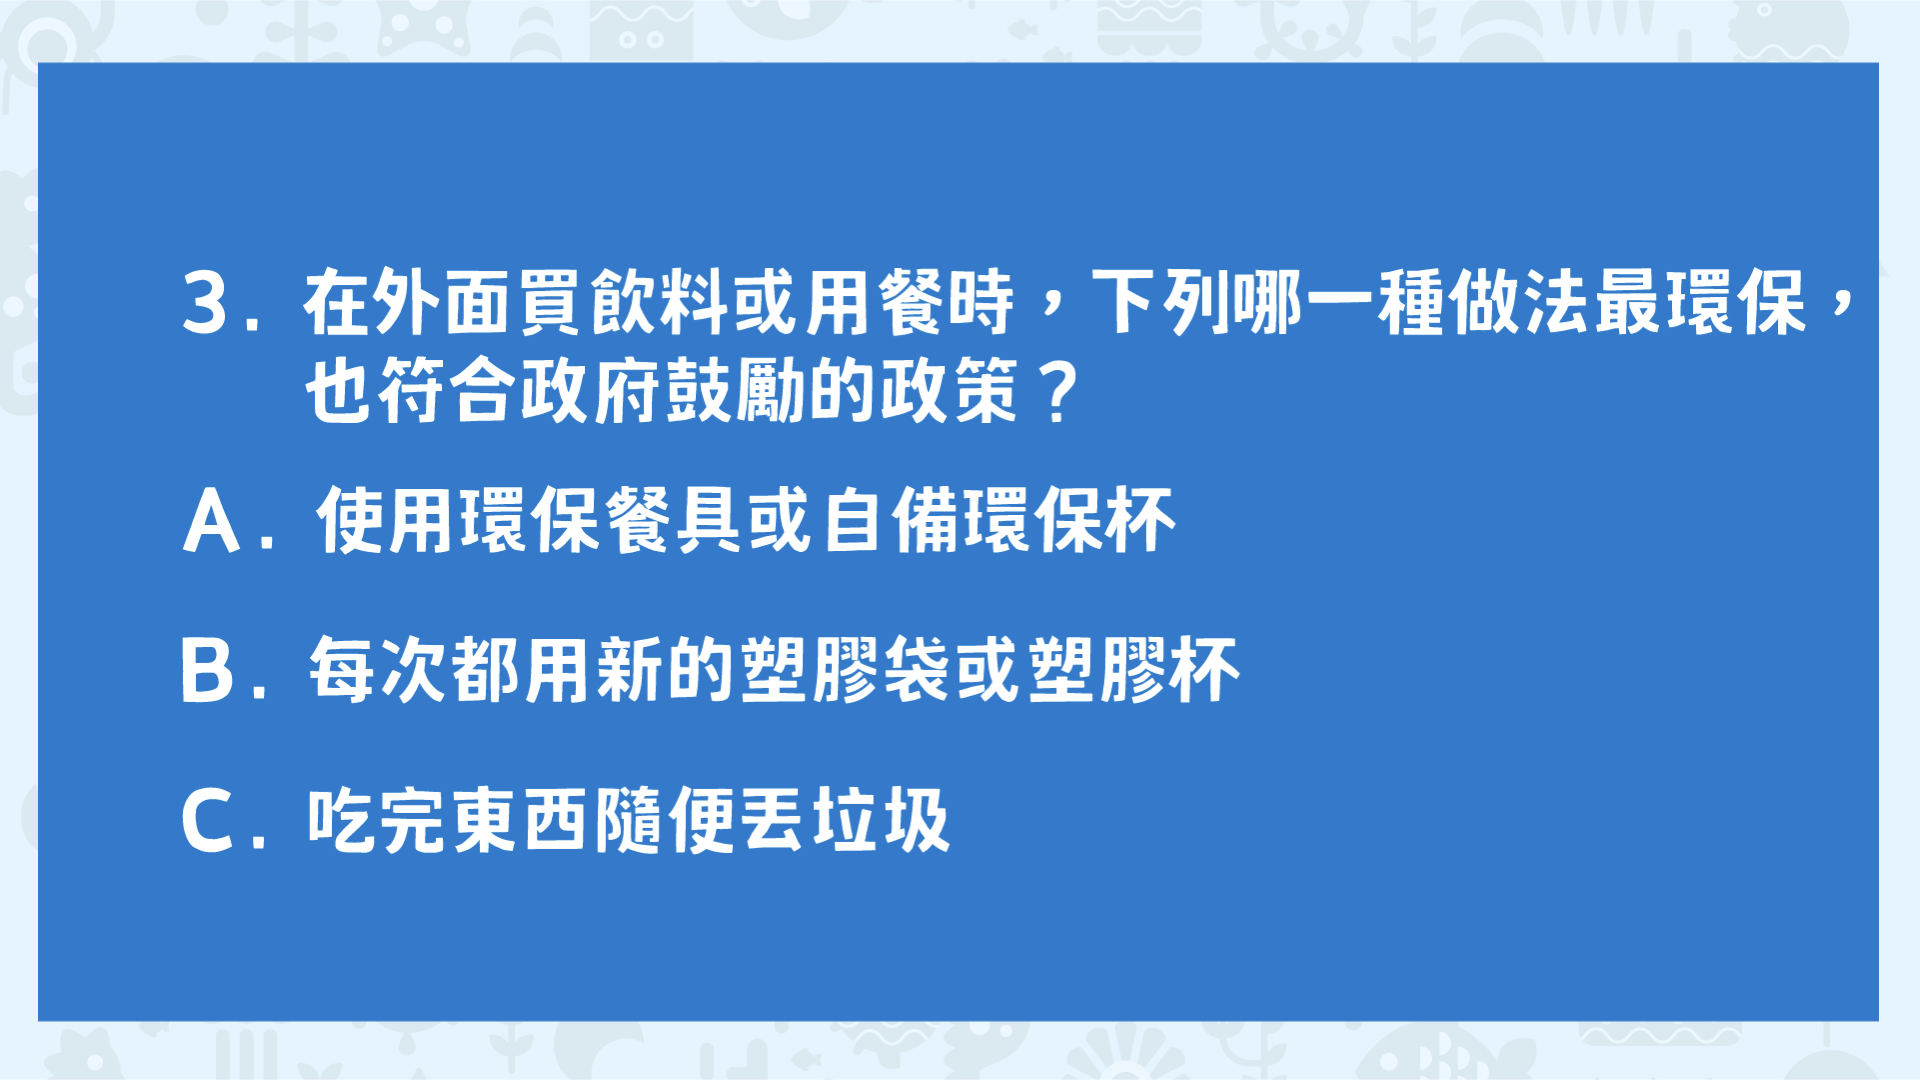 3. 在外面買飲料或用餐時，下列哪一種做法最環保，
也符合政府鼓勵的政策？
A. 使用環保餐具或自備環保杯
B. 每次都用新的塑膠袋或塑膠杯
C. 吃完東西隨便丟垃圾